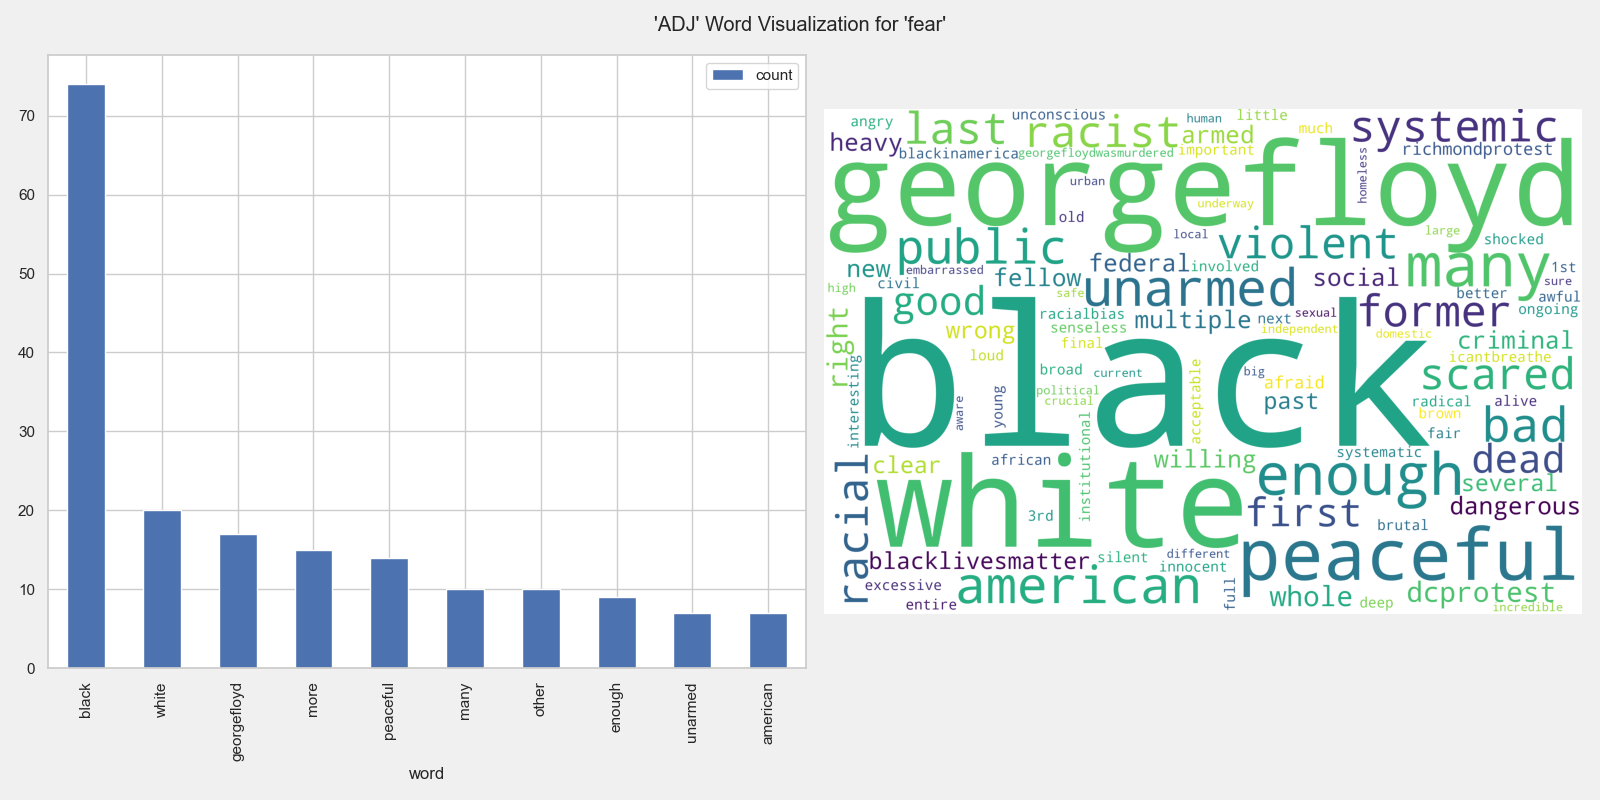 'ADJ' Word Visualization for 'fear'
count
70
60
50
40
30
20
10
0
black
white
georgefloyd
more
peaceful
many
other
enough
unarmed
american
word
angry
last
unconscious
racist
human
little
armed
much
systemic
heavy
blackinamerica
georgefloydwasmurdered
important
richmondprotest
homeless
georgefloyd
urban
underway
old
local
public
violent
large
shocked
many
new
embarrassed
fellow
federal
involved
social
1st
sure
high
civil
safe
unarmed
better
awful
good
former
ongoing
right
wrong
racialbias
senseless
multiple
next
sexual
independent
domestic
criminal
final
loud
icantbreathe
interesting
black
broad
current
big
afraid
scared
political
crucial
past
radical
alive
brown
aware
young
acceptable
fair
bad
racial
clear
white
african
institutional
willing
systematic
enough
dead
several
3rd
first
brutal
dangerous
blacklivesmatter
silent
different
innocent
peaceful
excessive
entire
american
full
whole
deep
dcprotest
incredible